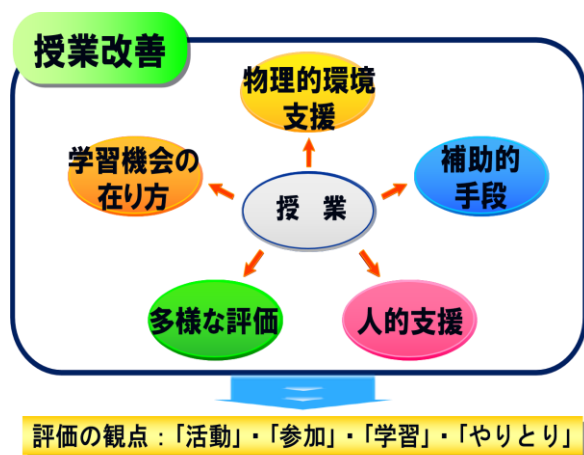 授業改善
物理的環境
支援
学習機会の
在り方
補助的
手段
授 業
多様な評価
人的支援
評価の観点：「活動」・「参加」・「学習」・「やりとり」